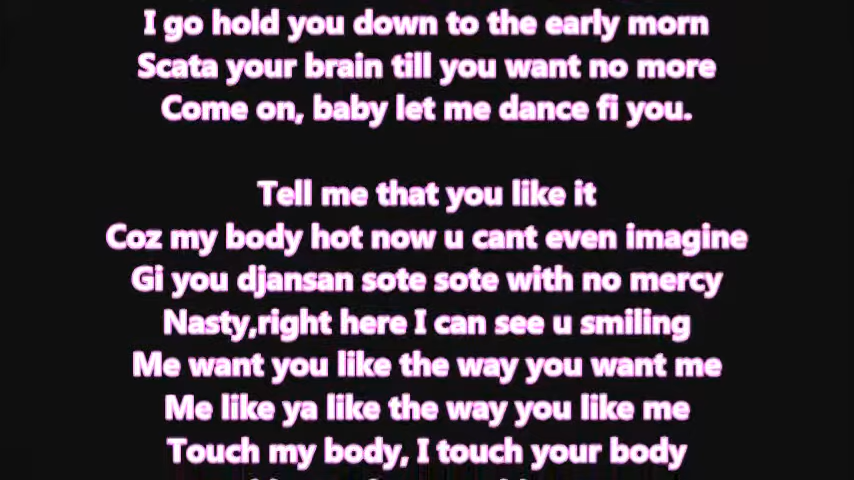 I go hold you down to the early morn
Scata your brain till you want no more
Come on, baby let me dance fi you.
Tell me that you like it
Coz my body hot now u cant even imagine
Gi you djansan sote sote with no mercy
Nasty,right here I can see u smiling
Me want you like the way you want me
Me like ya like the way you like me
Touch my body, I touch your body